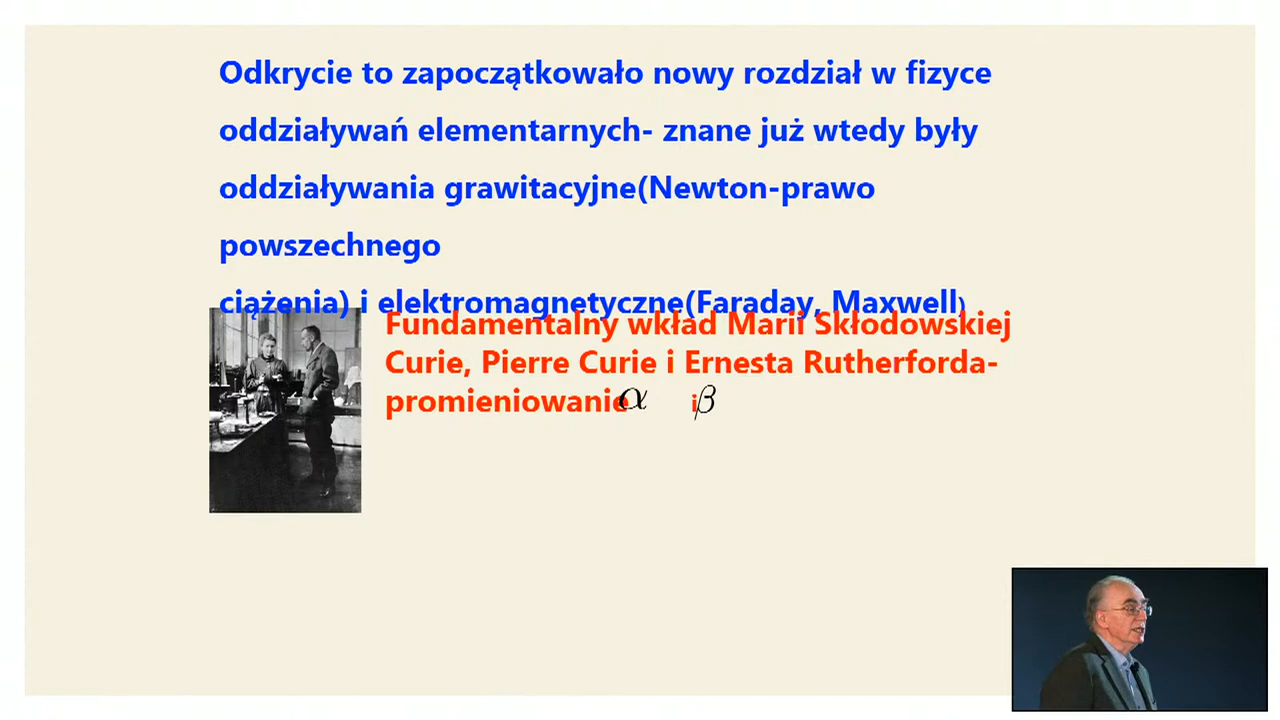 Odkrycie to zapoczątkowało nowy rozdział w fizyce
oddziaływań elementarnych- znane już wtedy były
oddziaływania grawitacyjne(Newton-prawo
powszechnego
ciążenia) i elektromagnetyczne(Faraday, Maxwell)
Fundamentalny wkład Marii Skłodowskiej
Curie, Pierre Curie i Ernesta Rutherforda-
promieniowanie α i β